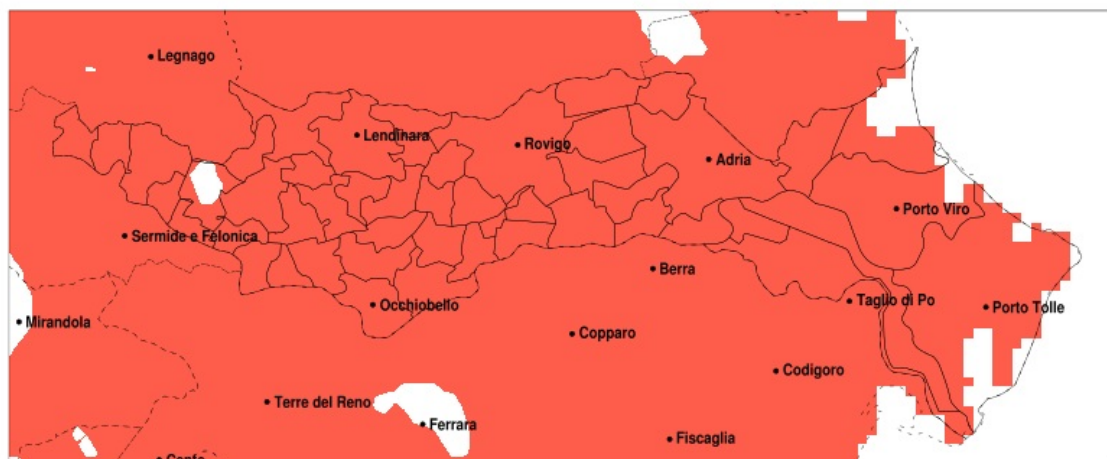 Legnago
Lendinara
Rovigo
Adria
Porto Viro
Sermide e Felonica
Berra
Occhiobello
Taglio di Po
Porto Tolle
Mirandola
Copparo
Codigoro
Terre del Reno
Ferrara
Fiscaglia